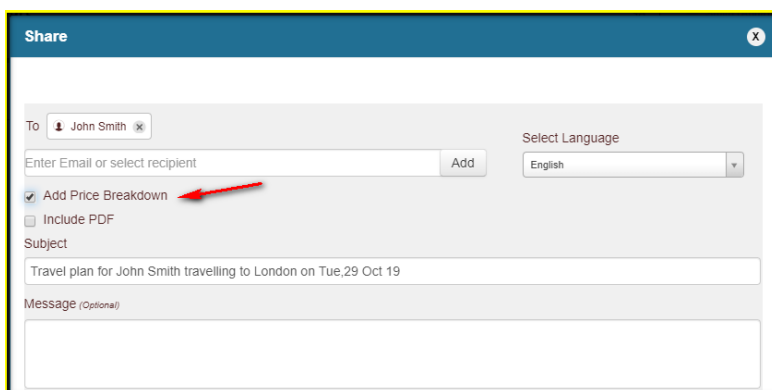 Share
X
To John Smith x
Select Language
Enter Email or select recipient Add
English
Add Price Breakdown
Include PDF
Subject
Travel plan for John Smith travelling to London on Tue,29 Oct 19
Message (Optional)